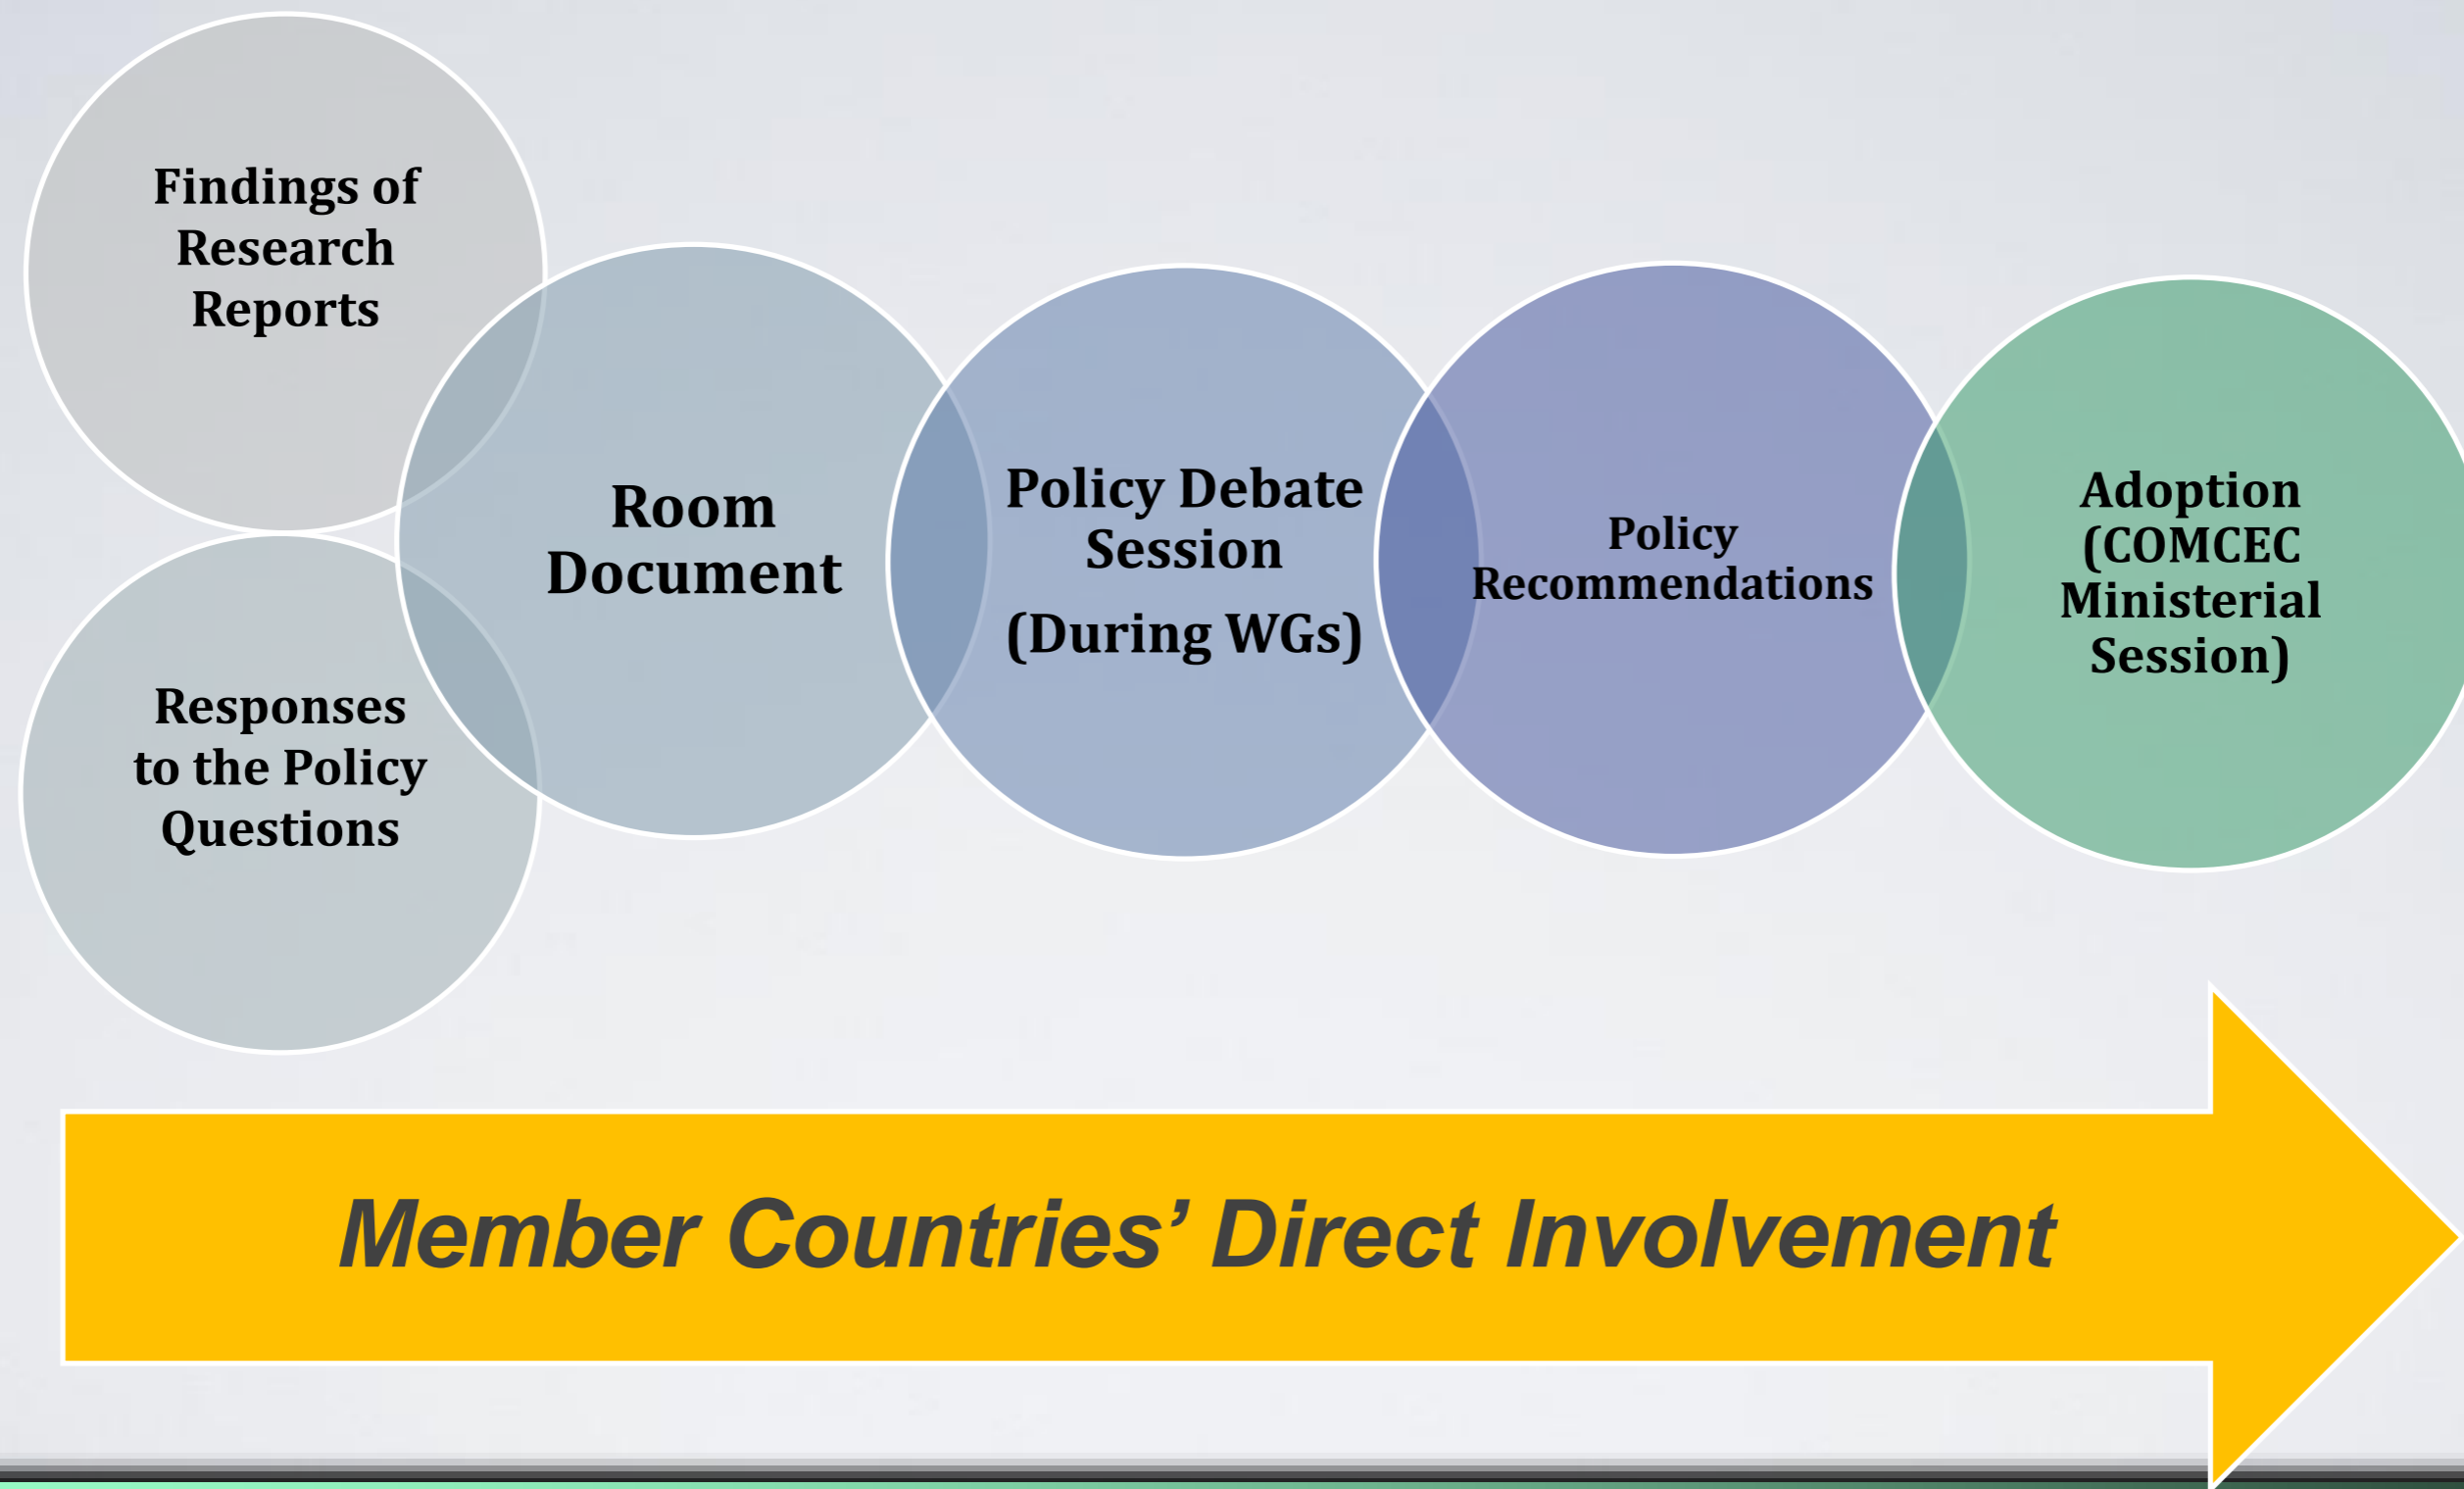 Findings of
Research
Reports
Responses
to the Policy
Questions
Room
Document
Policy Debate
Session
(During WGs)
Policy
Recommendations
Adoption
(COMCEC
Ministerial
Session)
Member Countries’ Direct Involvement